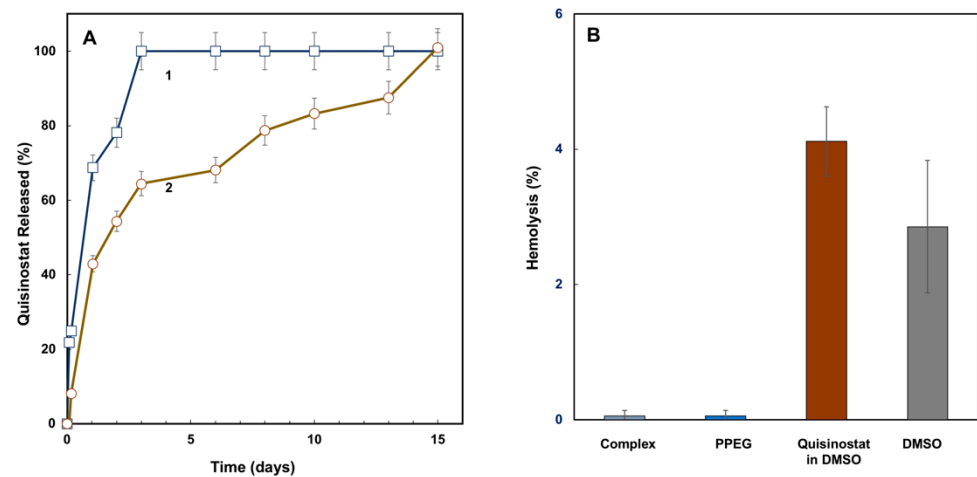 A
Quisinostat Released (%)
100
80
60
40
20
0
1
2
0
5
10
15
Time (days)
B
Hemolysis (%)
6
4
2
0
Complex
PPEG
Quisinostat
in DMSO
DMSO